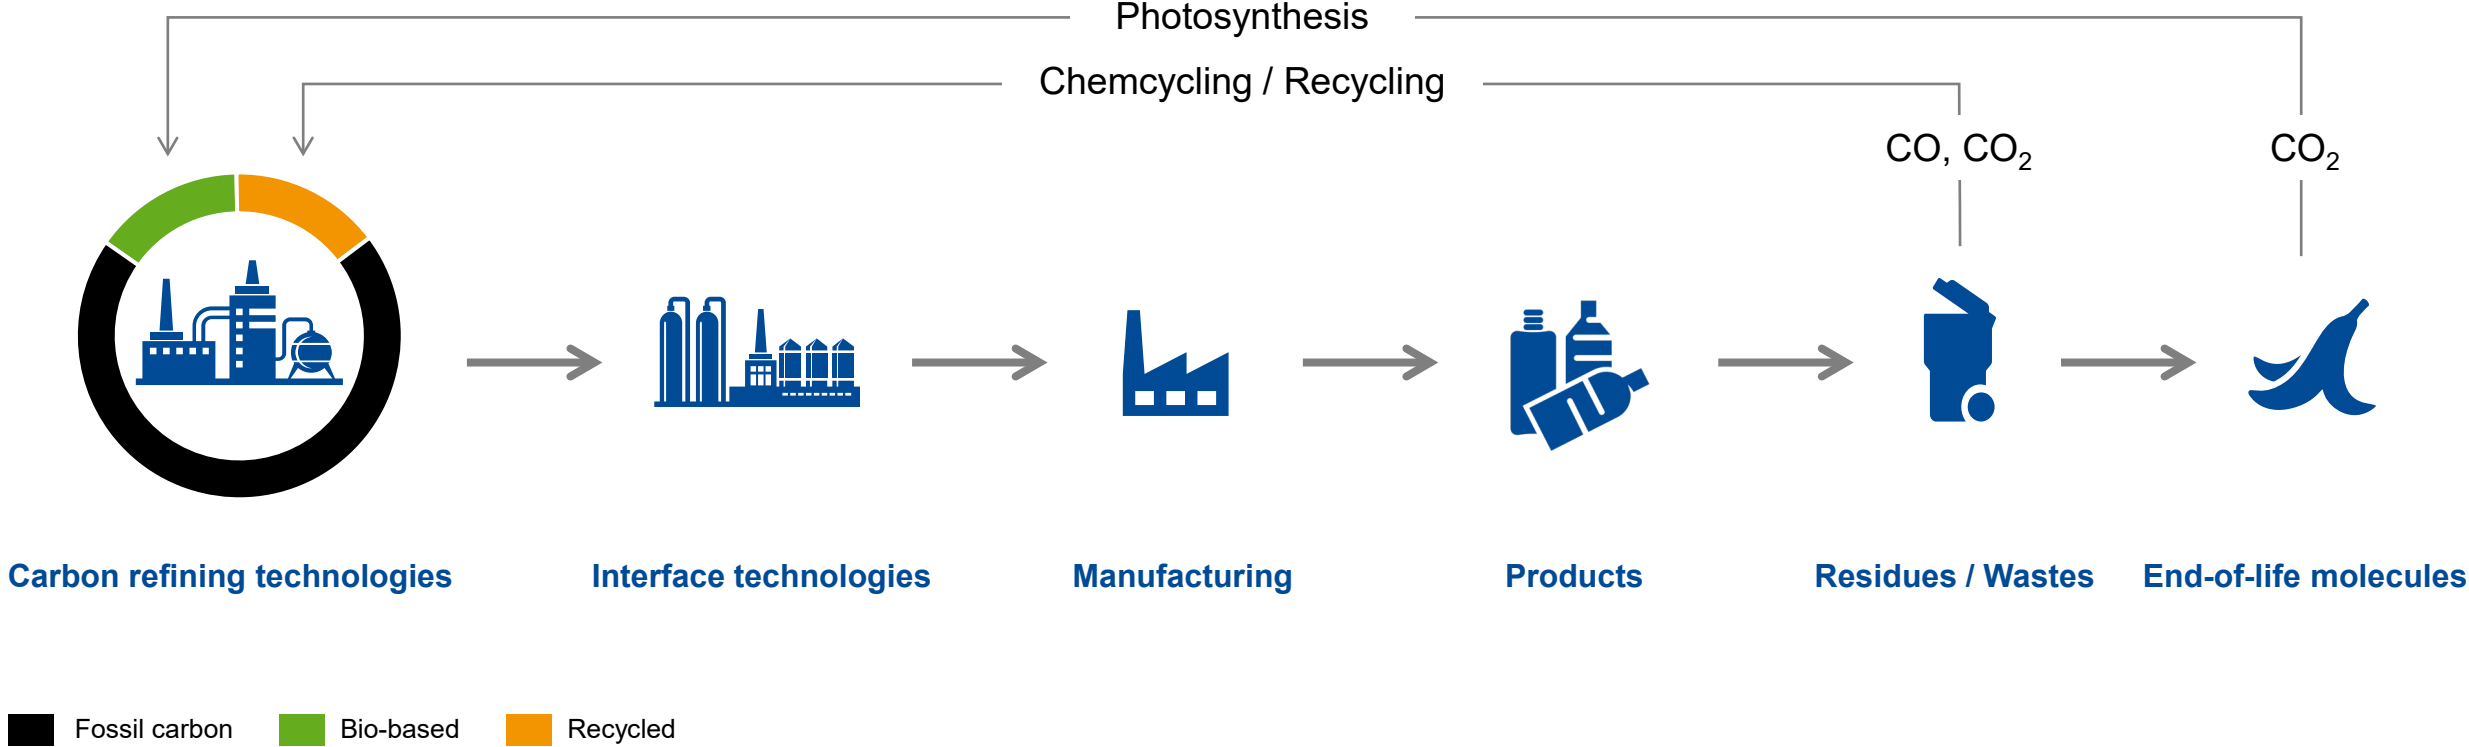 Photosynthesis
Chemcycling / Recycling
CO, CO₂
CO₂
Carbon refining technologies
Interface technologies
Manufacturing
Products
Residues / Wastes
End-of-life molecules
Fossil carbon
Bio-based
Recycled